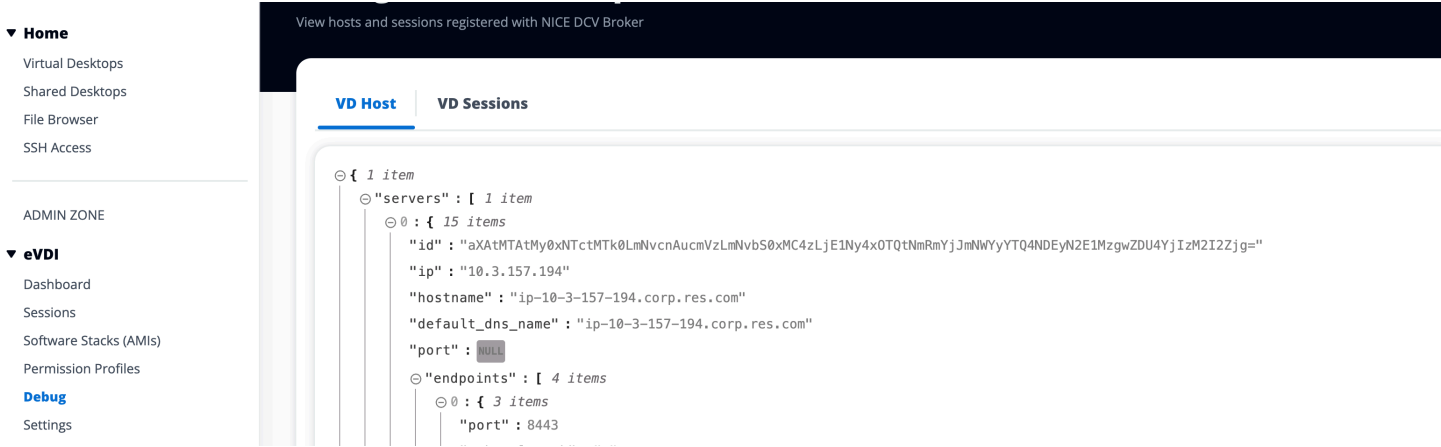 View hosts and sessions registered with NICE DCV Broker
Home
Virtual Desktops
Shared Desktops
File Browser
SSH Access
ADMIN ZONE
eVDI
Dashboard
Sessions
Software Stacks (AMIs)
Permission Profiles
Debug
Settings
VD Host VD Sessions
{ 1 item
"servers" : [ 1 item
0 : { 15 items
"id" : "aXAtMTAtMy0xNTctMTk0LmNvcnAucmVzLmNvbS0xMC4zLjE1Ny4xOTQtNmRmYjJmNWYyYTQ4NDEyN2E1MzgwZDU4YjIzM2I2Zjg="
"ip" : "10.3.157.194"
"hostname" : "ip-10-3-157-194.corp.res.com"
"default_dns_name" : "ip-10-3-157-194.corp.res.com"
"port" : NULL
"endpoints" : [ 4 items
0 : { 3 items
"port" : 8443